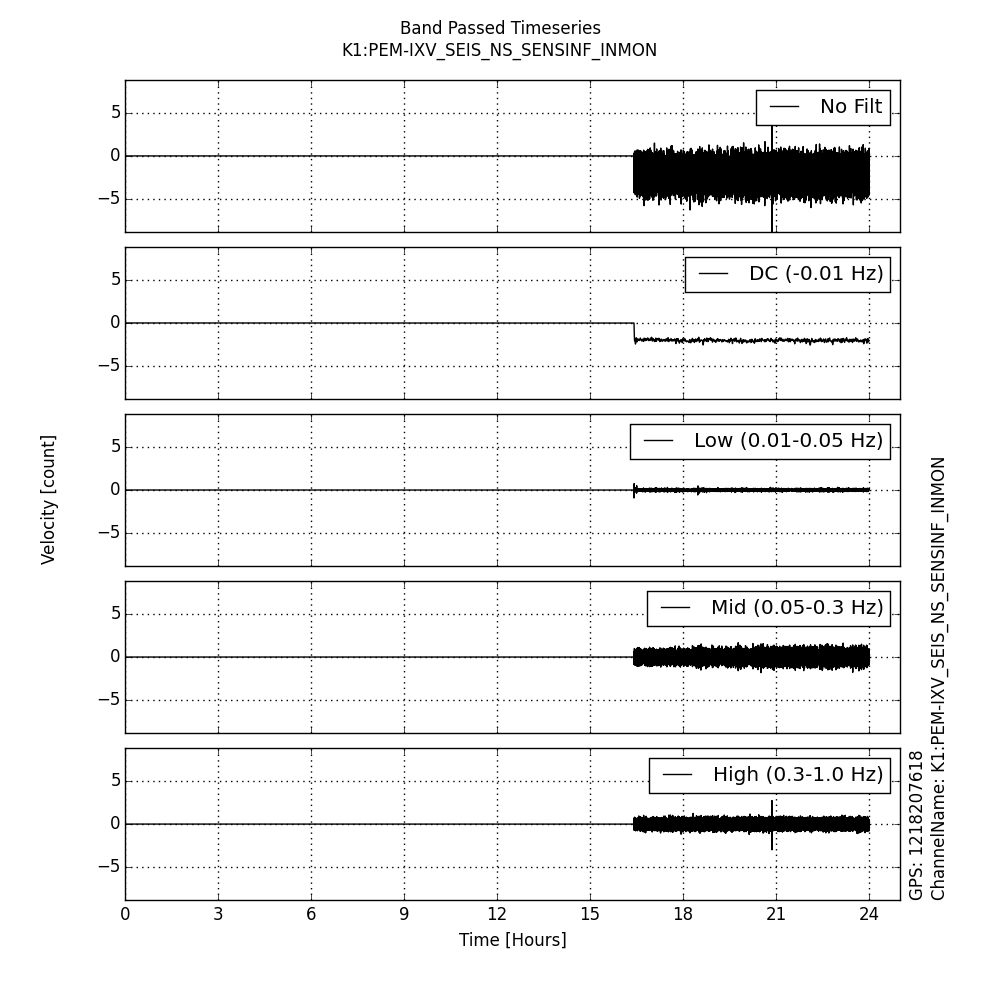 Band Passed Timeseries
K1:PEM-IXV_SEIS_NS_SENSINF_INMON
5
0
−5
No Filt
5
0
−5
DC (-0.01 Hz)
5
0
−5
Low (0.01-0.05 Hz)
5
0
−5
Mid (0.05-0.3 Hz)
5
0
−5
High (0.3-1.0 Hz)
0 3 6 9 12 15 18 21 24
Time [Hours]
Velocity [count]
GPS: 1218207618
ChannelName: K1:PEM-IXV_SEIS_NS_SENSINF_INMON